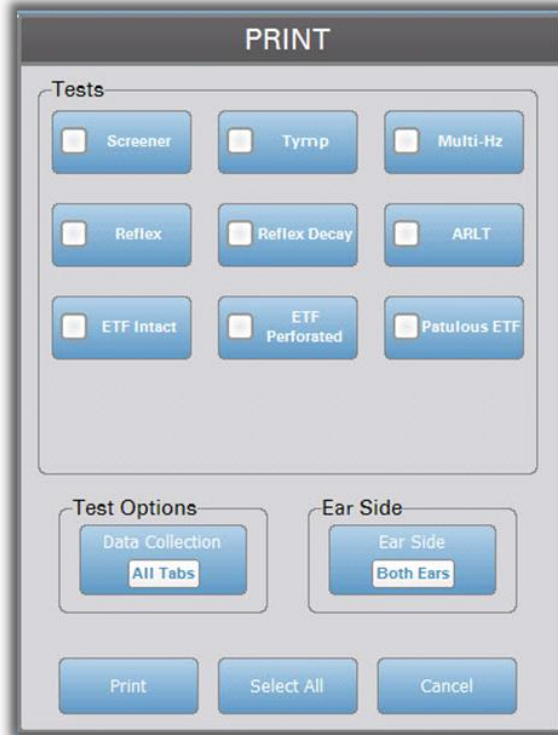 PRINT
Tests
Screener
Tymp
Multi-Hz
Reflex
Reflex Decay
ARLT
ETF Intact
ETF
Perforated
Patulous ETF
Test Options
Data Collection
All Tabs
Ear Side
Ear Side
Both Ears
Print
Select All
Cancel